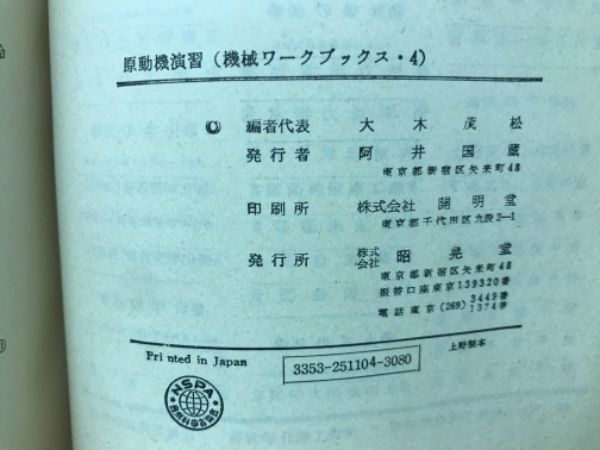 原動機演習（機械ワークブックス・4）
© 編者代表 大木茂松
発行者 阿井国蔵
東京都新宿区矢来町48
印刷所 株式会社 開明堂
東京都千代田区九段2—1
発行所 株式会社 昭晃堂
東京都新宿区矢来町48
振替口座東京139320番
電話東京(269) 3449番
1374番
Printed in Japan
3353-251104-3080
上野製本
NSPA